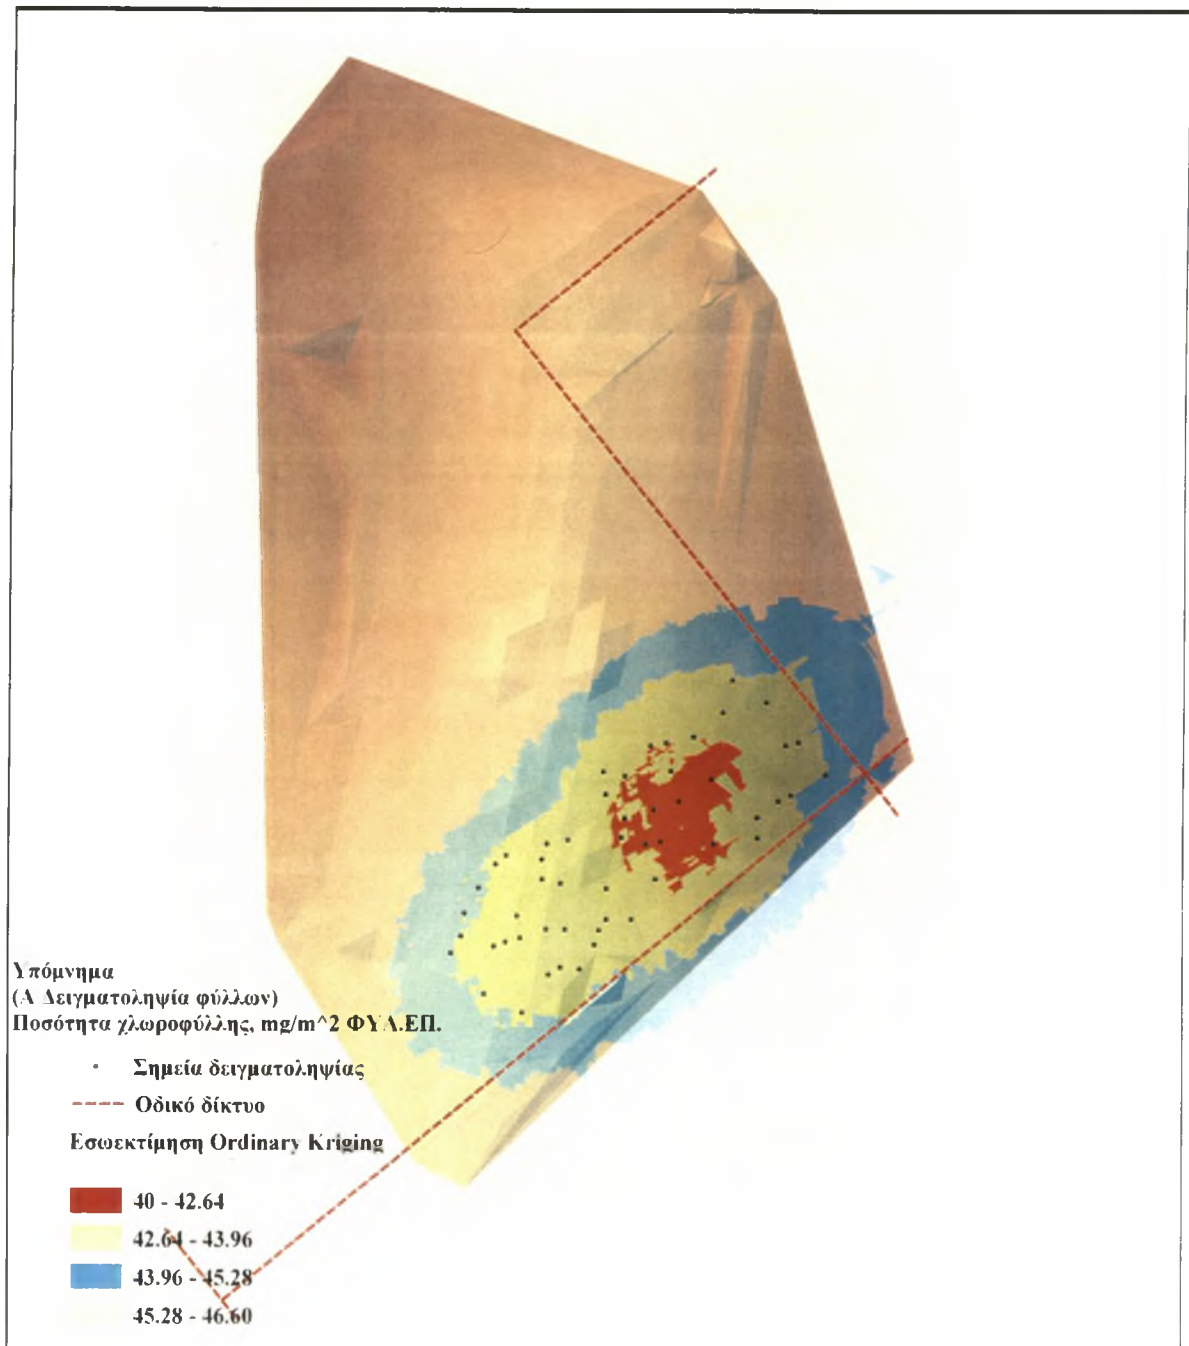 Υπόμνημα
(Α Δειγματοληψία φύλλων)
Ποσότητα χλωροφύλλης, mg/m^2 ΦΥΛ.ΕΠ.
Σημεία δειγματοληψίας
Οδικό δίκτυο
Εσωεκτίμηση Ordinary Kriging
40 - 42.64
42.64 - 43.96
43.96 - 45.28
45.28 - 46.60